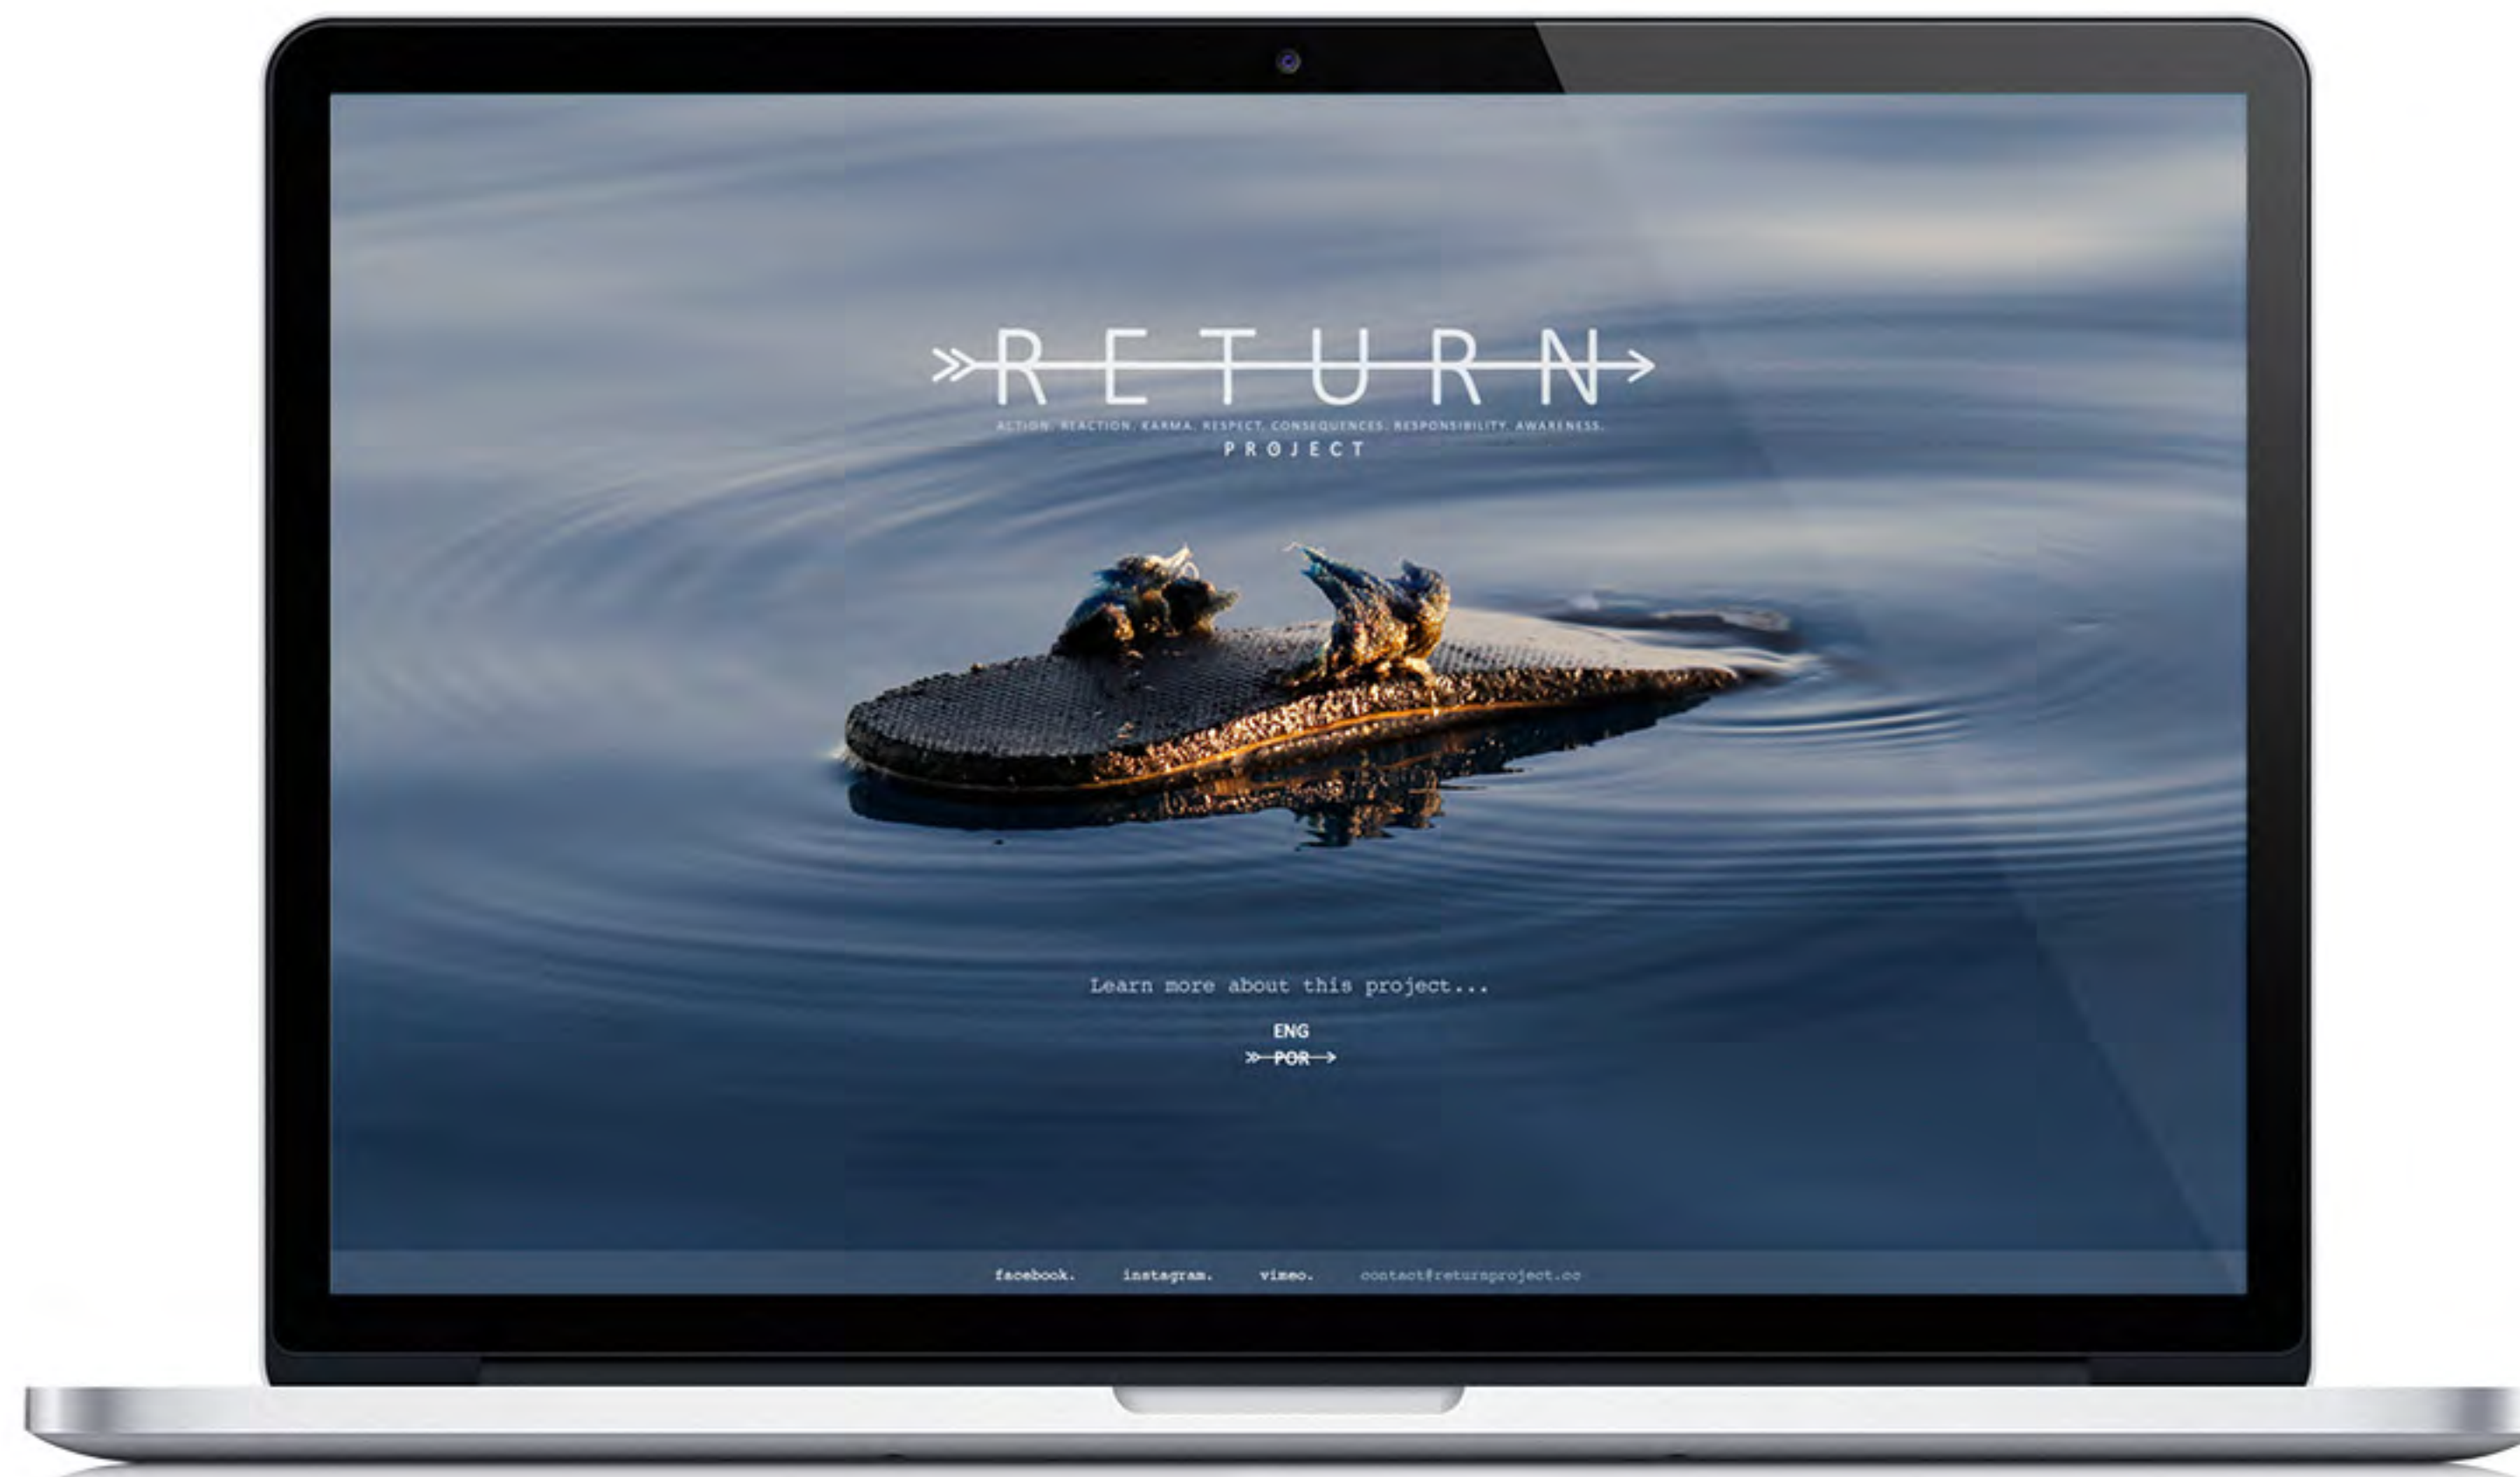 RETURN
ACTION. REACTION. KARMA. RESPECT. CONSEQUENCES. RESPONSIBILITY. AWARENESS.
PROJECT
Learn more about this project...
ENG
POR
facebook. instagram. vimeo. contact@returnproject.cc